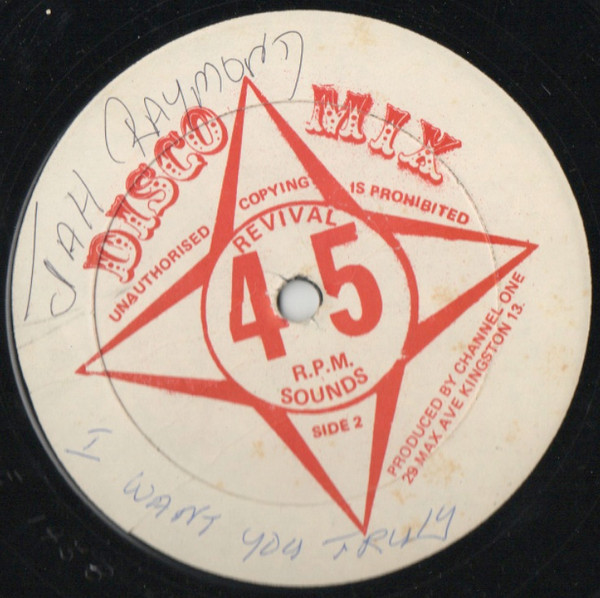 JAH RAYMOND
DISCO MIX
UNAUTHORISED COPYING IS PROHIBITED
REVIVAL
45
R.P.M.
SOUNDS
SIDE 2
PRODUCED BY CHANNEL ONE
29 MAX AVE KINGSTON 13.
I WANT YOU TRULY